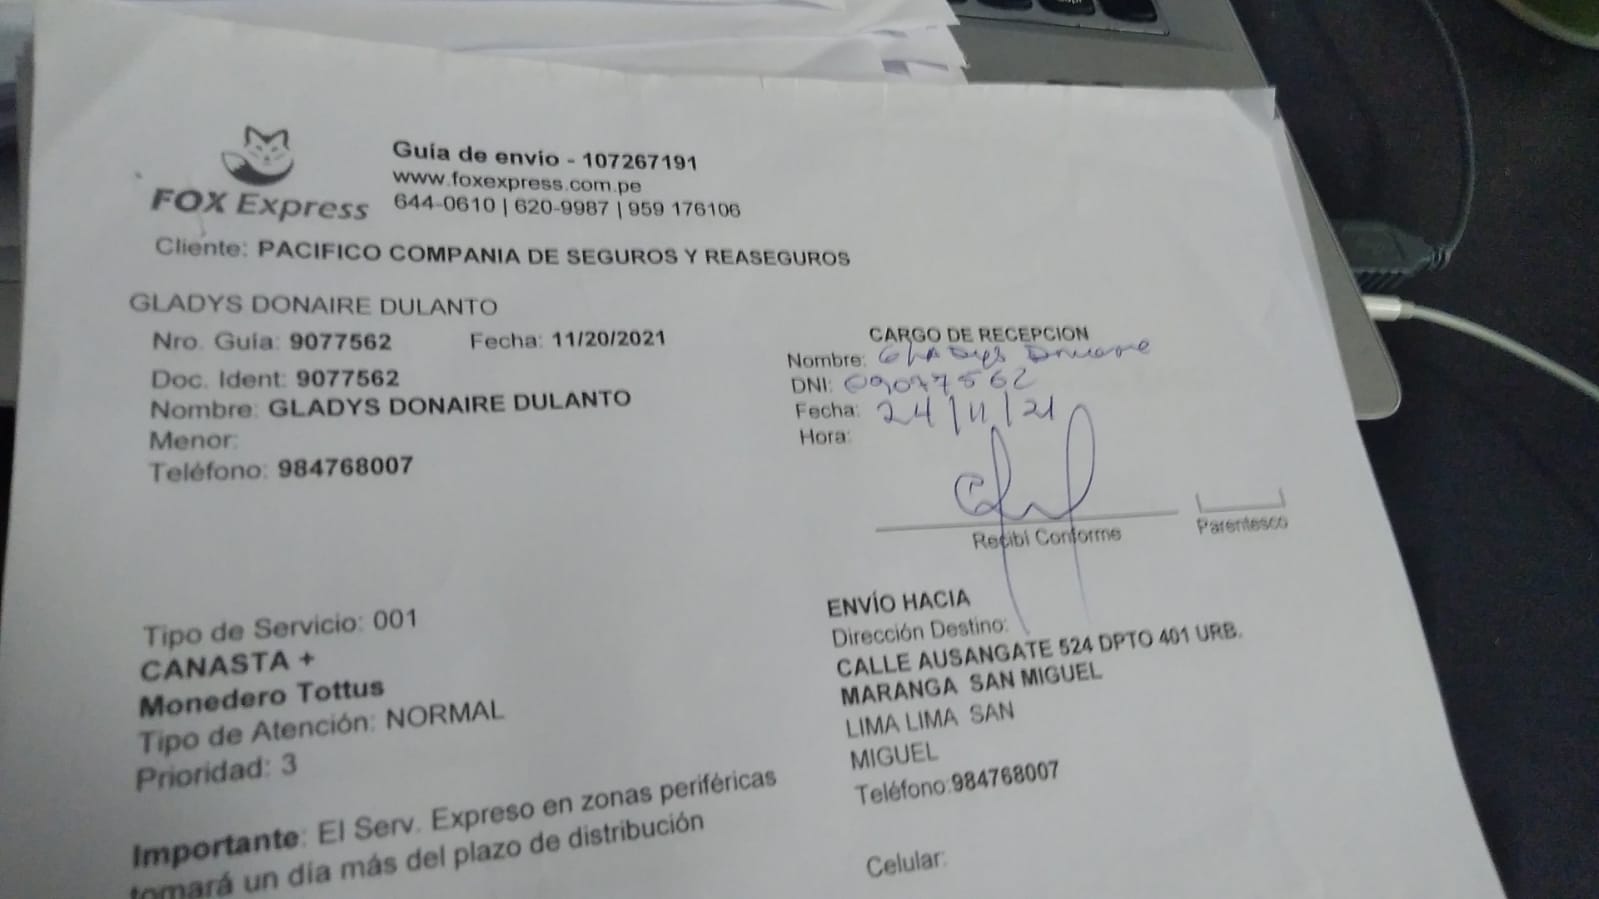 FOX Express
Guía de envío - 107267191
www.foxexpress.com.pe
644-0610 | 620-9987 | 959 176106
Cliente: PACIFICO COMPANIA DE SEGUROS Y REASEGUROS
GLADYS DONAIRE DULANTO
Nro. Guía: 9077562 Fecha: 11/20/2021
Doc. Ident: 9077562
Nombre: GLADYS DONAIRE DULANTO
Menor:
Teléfono: 984768007
CARGO DE RECEPCION
Nombre: GLADYS
DNI: 09077562
Fecha: 24/11/21
Hora:
Recibí Conforme
Parentesco
Tipo de Servicio: 001
CANASTA +
Monedero Tottus
Tipo de Atención: NORMAL
Prioridad: 3
Importante: El Serv. Expreso en zonas periféricas
tomará un día más del plazo de distribución
ENVÍO HACIA
Dirección Destino:
CALLE AUSANGATE 524 DPTO 401 URB.
MARANGA SAN MIGUEL
LIMA LIMA SAN
MIGUEL
Teléfono:984768007
Celular: